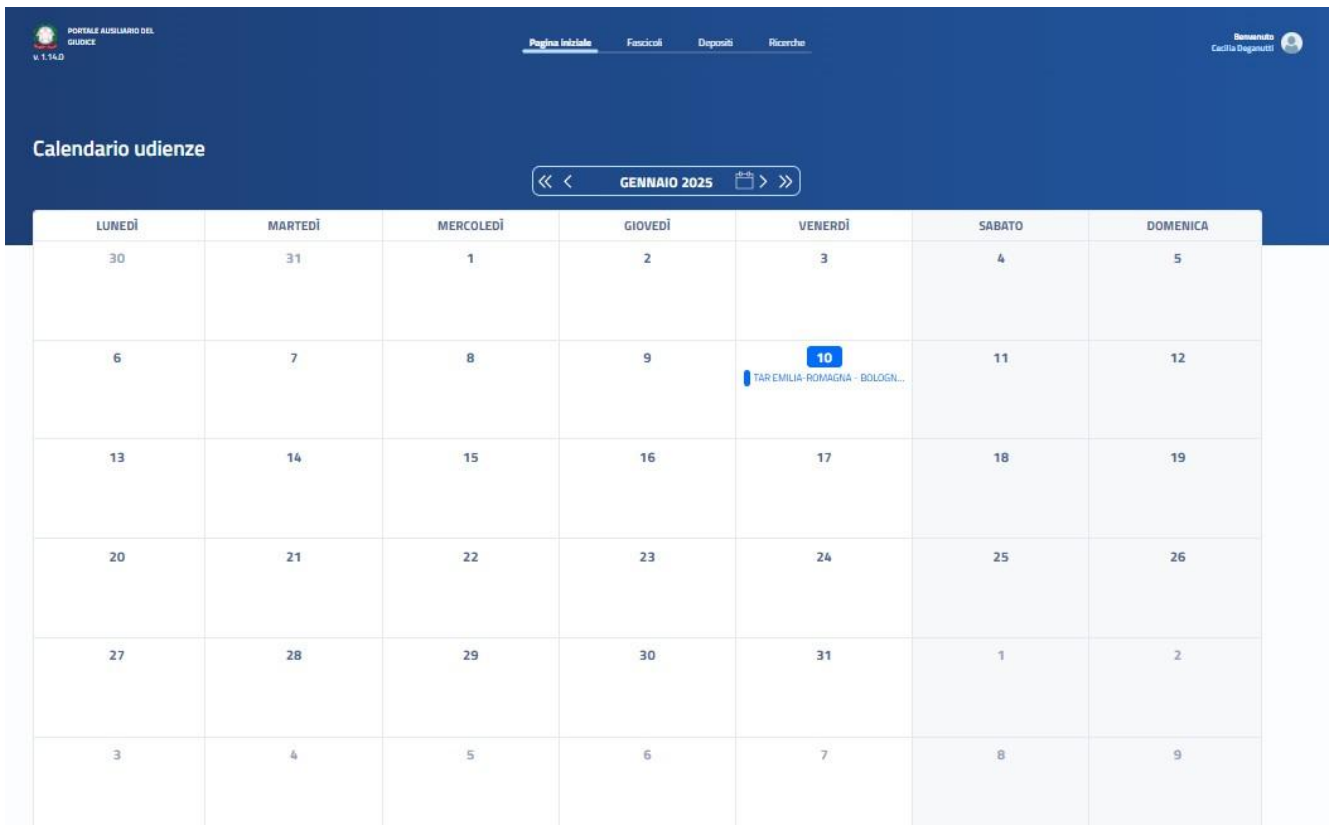 PORTALE AUSILIARIO DEL
GIUDICE
v. 1.14.0
Pagina iniziale Fascicoli Depositi Ricerche
Benvenuto
Cecilia Deganutti
Calendario udienze
GENNAIO 2025
LUNEDÌ MARTEDÌ MERCOLEDÌ GIOVEDÌ VENERDÌ SABATO DOMENICA
30 31 1 2 3 4 5
6 7 8 9 10 11 12
TAR EMILIA-ROMAGNA - BOLOGN...
13 14 15 16 17 18 19
20 21 22 23 24 25 26
27 28 29 30 31 1 2
3 4 5 6 7 8 9